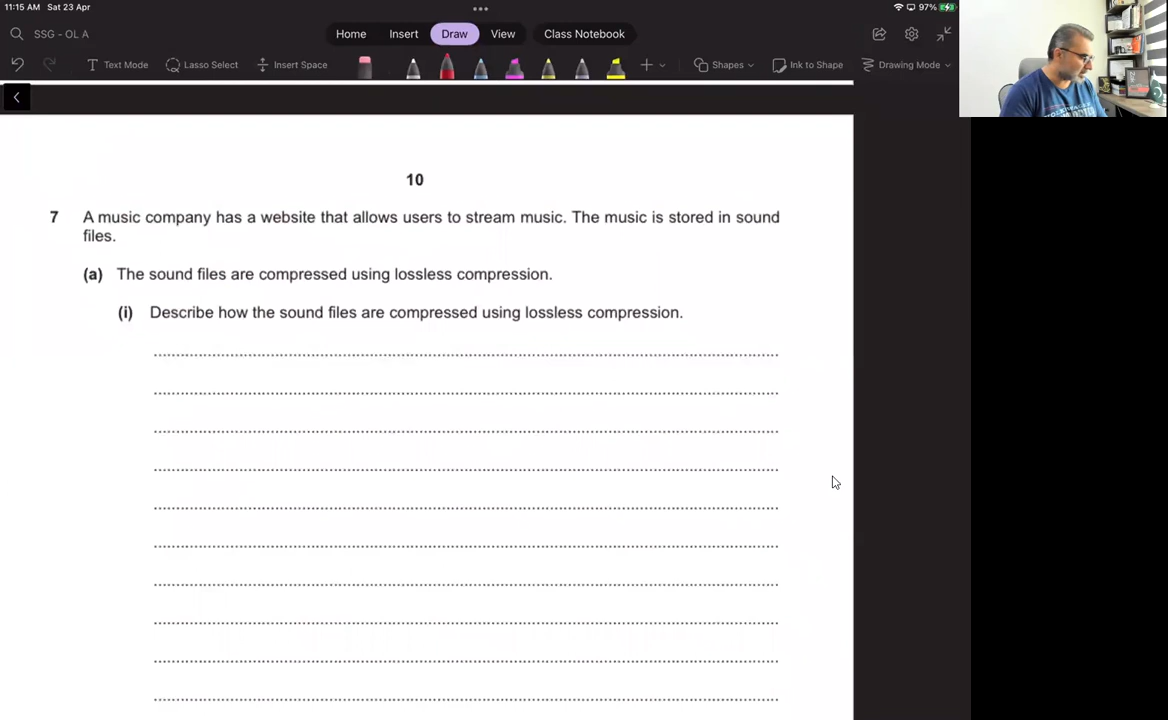 11:15 AM Sat 23 Apr
97%
SSG - OL A
Home Insert Draw View Class Notebook
Text Mode Lasso Select Insert Space Shapes Ink to Shape Drawing Mode
10
7 A music company has a website that allows users to stream music. The music is stored in sound
files.
(a) The sound files are compressed using lossless compression.
(i) Describe how the sound files are compressed using lossless compression.